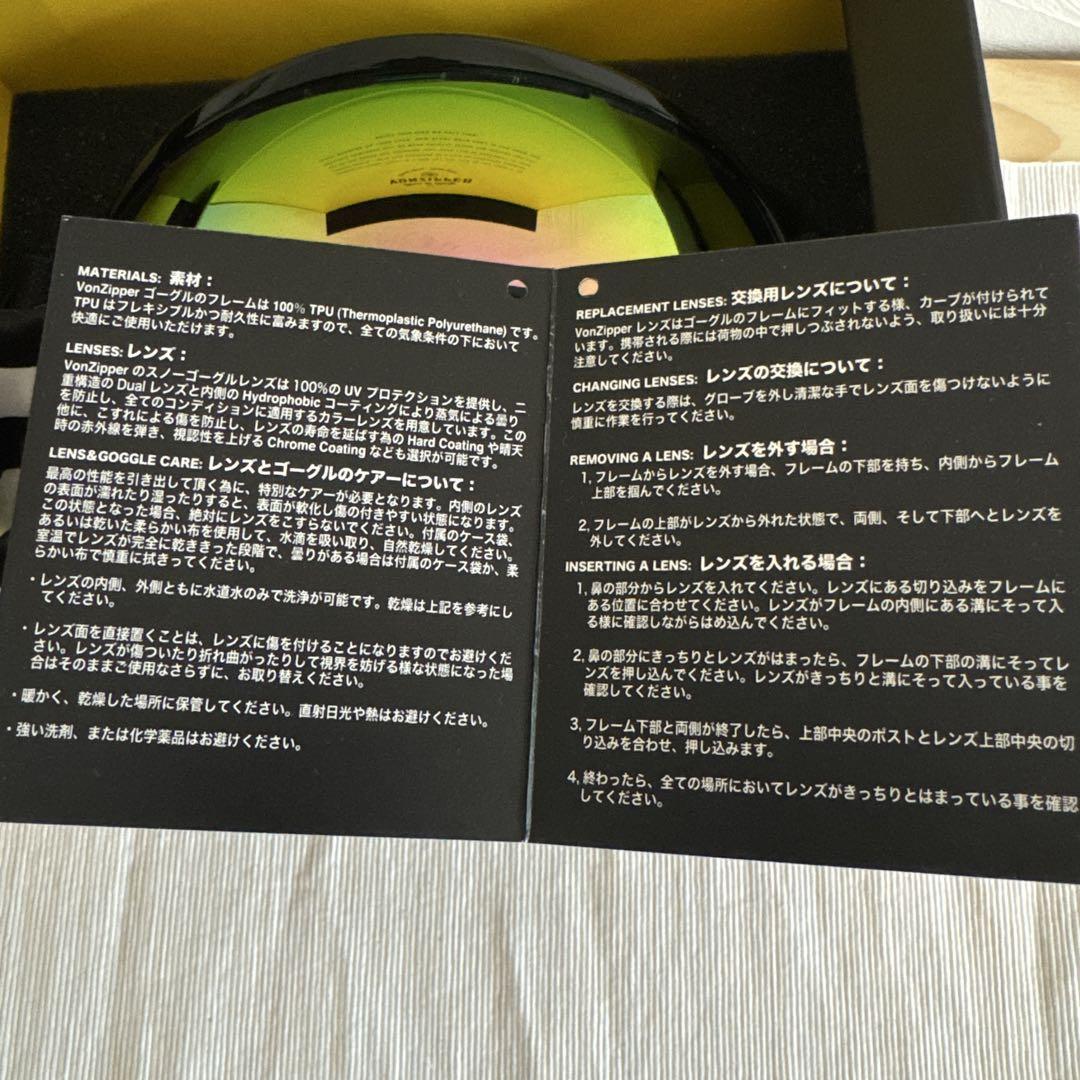 VONZIPPER
MATERIALS: 素材：
VonZipper ゴーグルのフレームは 100% TPU (Thermoplastic Polyurethane) です。
TPU はフレキシブルかつ耐久性に富みますので、全ての気象条件の下において
快適にご使用いただけます。
LENSES: レンズ：
VonZipper のスノーゴーグルレンズは 100%の UV プロテクションを提供し、二
重構造の Dual レンズと内側の Hydrophobic コーティングにより蒸気による曇り
を防止し、全てのコンディションに適用するカラーレンズを用意しています。この
他に、こすれによる傷を防止し、レンズの寿命を延ばす為の Hard Coating や晴天
時の赤外線を弾き、視認性を上げる Chrome Coating なども選択が可能です。
LENS&GOGGLE CARE: レンズとゴーグルのケアーについて：
最高の性能を引き出して頂く為に、特別なケアーが必要となります。内側のレンズ
の表面が濡れたり湿ったりすると、表面が軟化し傷の付きやすい状態になります。
この状態となった場合、絶対にレンズをこすらないでください。付属のケース袋、
あるいは乾いた柔らかい布を使用して、水滴を吸い取り、自然乾燥してください。
室温でレンズが完全に乾ききった段階で、曇りがある場合は付属のケース袋か、柔
らかい布で慎重に拭きってください。
・レンズの内側、外側ともに水道水のみで洗浄が可能です。乾燥は上記を参考にし
てください。
・レンズ面を直接置くことは、レンズに傷を付けることになりますのでお避けくだ
さい。レンズが傷ついたり折れ曲がったりして視界を妨げる様な状態になった場
合はそのままご使用なさらずに、お取り替えください。
・暖かく、乾燥した場所に保管してください。直射日光や熱はお避けください。
・強い洗剤、または化学薬品はお避けください。
REPLACEMENT LENSES: 交換用レンズについて：
VonZipper レンズはゴーグルのフレームにフィットする様、カーブが付けられて
います。携帯される際には荷物の中で押しつぶされないよう、取り扱いには十分
注意してください。
CHANGING LENSES: レンズの交換について：
レンズを交換する際は、グローブを外し清潔な手でレンズ面を傷つけないように
慎重に作業を行ってください。
REMOVING A LENS: レンズを外す場合：
1, フレームからレンズを外す場合、フレームの下部を持ち、内側からフレーム
上部を掴んでください。
2, フレームの上部がレンズから外れた状態で、両側、そして下部へとレンズを
外してください。
INSERTING A LENS: レンズを入れる場合：
1, 鼻の部分からレンズを入れてください。レンズにある切り込みをフレームに
ある位置に合わせてください。レンズがフレームの内側にある溝にそって入
る様に確認しながらはめ込んでください。
2, 鼻の部分にきっちりとレンズがはまったら、フレームの下部の溝にそってレ
ンズを押し込んでください。レンズがきっちりと溝にそって入っている事を
確認してください。
3, フレーム下部と両側が終了したら、上部中央のポストとレンズ上部中央の切
り込みを合わせ、押し込みます。
4, 終わったら、全ての場所においてレンズがきっちりとはまっている事を確認
してください。